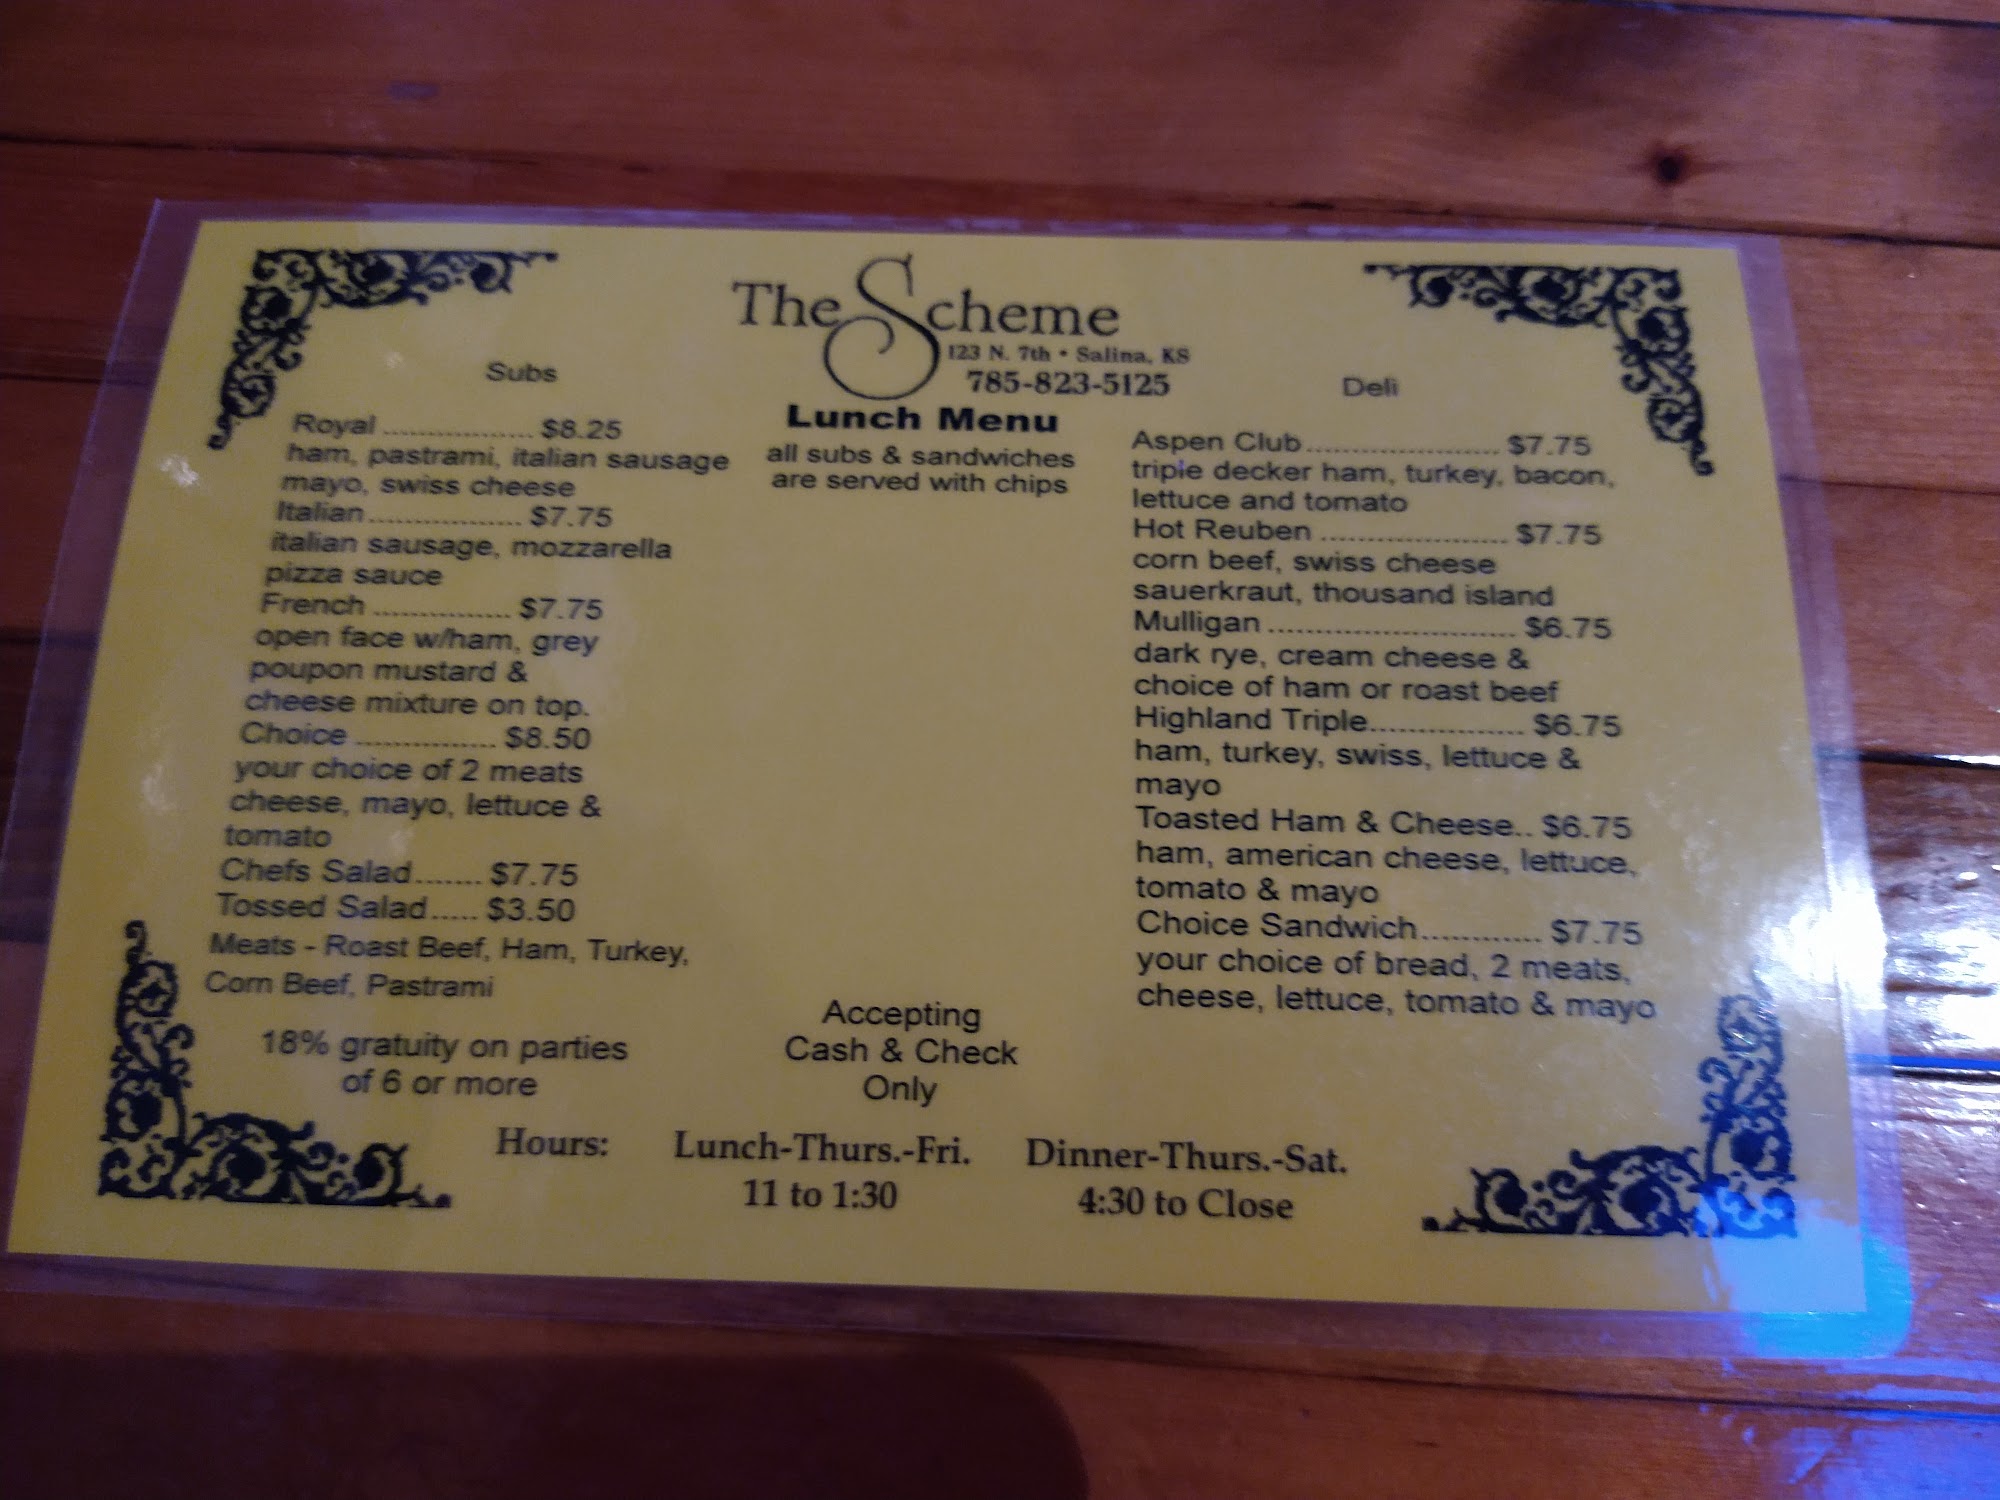 The Scheme
123 N. 7th • Salina, KS
785-823-5125
Lunch Menu
all subs & sandwiches
are served with chips
Subs
Royal .................. $8.25
ham, pastrami, italian sausage
mayo, swiss cheese
Italian .................. $7.75
italian sausage, mozzarella
pizza sauce
French ................ $7.75
open face w/ham, grey
poupon mustard &
cheese mixture on top.
Choice ................ $8.50
your choice of 2 meats
cheese, mayo, lettuce &
tomato
Chefs Salad....... $7.75
Tossed Salad..... $3.50
Meats - Roast Beef, Ham, Turkey,
Corn Beef, Pastrami
18% gratuity on parties
of 6 or more
Deli
Aspen Club...................... $7.75
triple decker ham, turkey, bacon,
lettuce and tomato
Hot Reuben ..................... $7.75
corn beef, swiss cheese
sauerkraut, thousand island
Mulligan ........................... $6.75
dark rye, cream cheese &
choice of ham or roast beef
Highland Triple................. $6.75
ham, turkey, swiss, lettuce &
mayo
Toasted Ham & Cheese.. $6.75
ham, american cheese, lettuce,
tomato & mayo
Choice Sandwich............. $7.75
your choice of bread, 2 meats,
cheese, lettuce, tomato & mayo
Accepting
Cash & Check
Only
Hours: Lunch-Thurs.-Fri. Dinner-Thurs.-Sat.
11 to 1:30 4:30 to Close